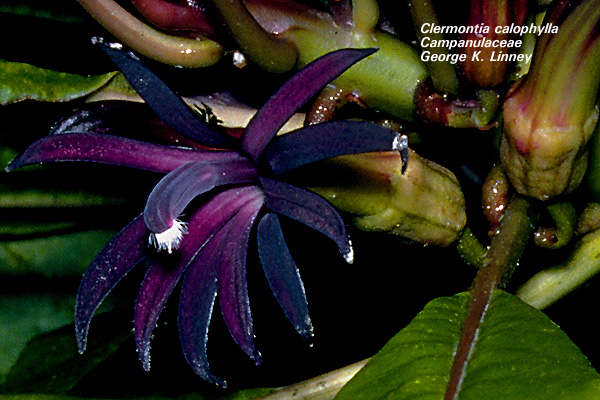 Clermontia calophylla
Campanulaceae
George K. Linney